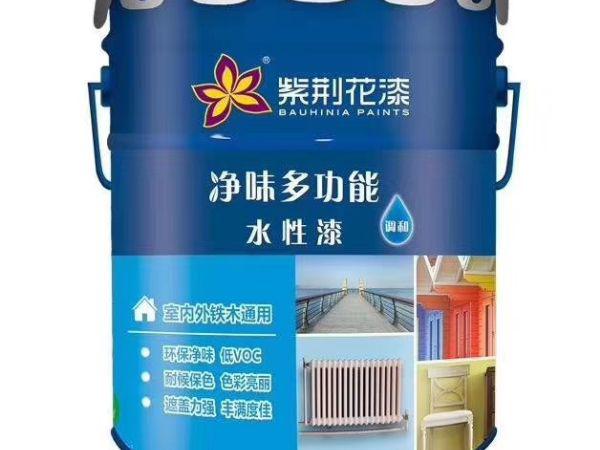 ®
紫荆花漆
BAUHINIA PAINTS
净味多功能
水性漆
调和
室内外铁木通用
环保净味 低VOC
耐候保色 色彩亮丽
遮盖力强 丰满度佳